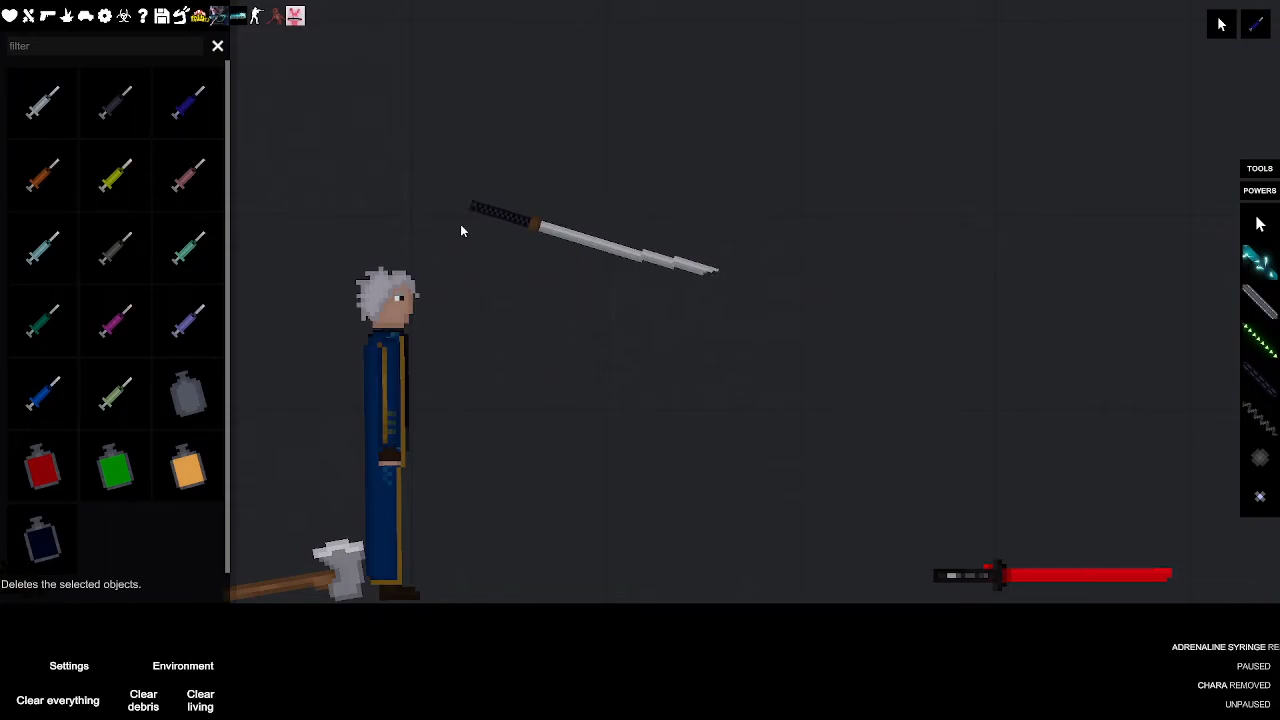 filter
TOOLS
POWERS
Deletes the selected objects.
Settings
Environment
Clear everything
Clear
debris
Clear
living
ADRENALINE SYRINGE RE
PAUSED
CHARA REMOVED
UNPAUSED